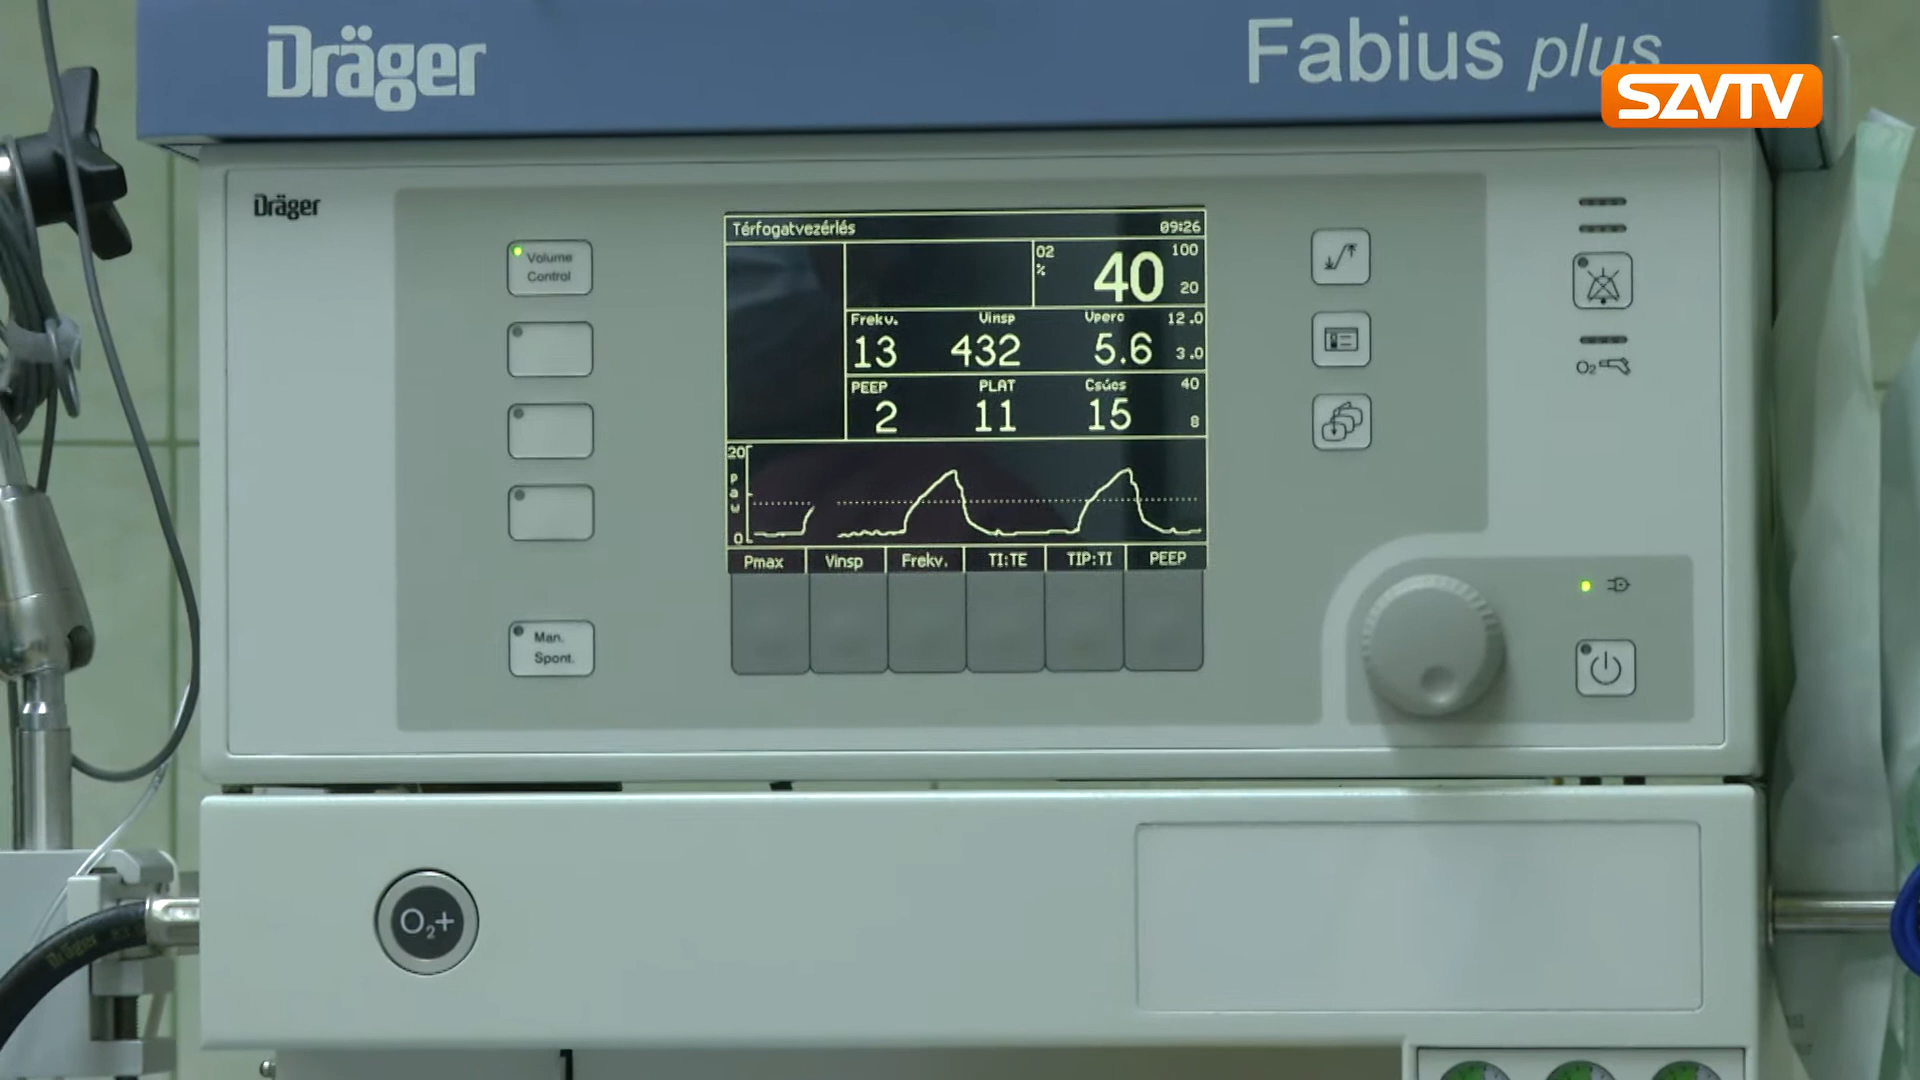 Dräger
Fabius plus
SZVTV
Dräger
Volume
Control
Man.
Spont.
Térfogatvezérlés 09:26
O2
%
40
100
20
Frekv. Vinsp Vperc 12.0
13 432 5.6 3.0
PEEP PLAT Csúcs 40
2 11 15 8
20
Paw
0
Pmax Vinsp Frekv. TI:TE TIP:TI PEEP
O₂
O₂+